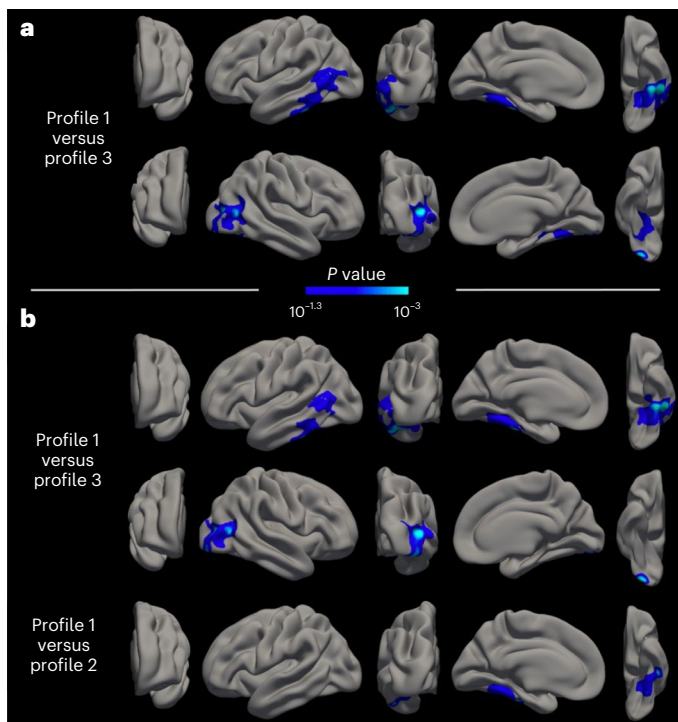 a
Profile 1
versus
profile 3
P value
10−1.3
10−3
b
Profile 1
versus
profile 3
Profile 1
versus
profile 2